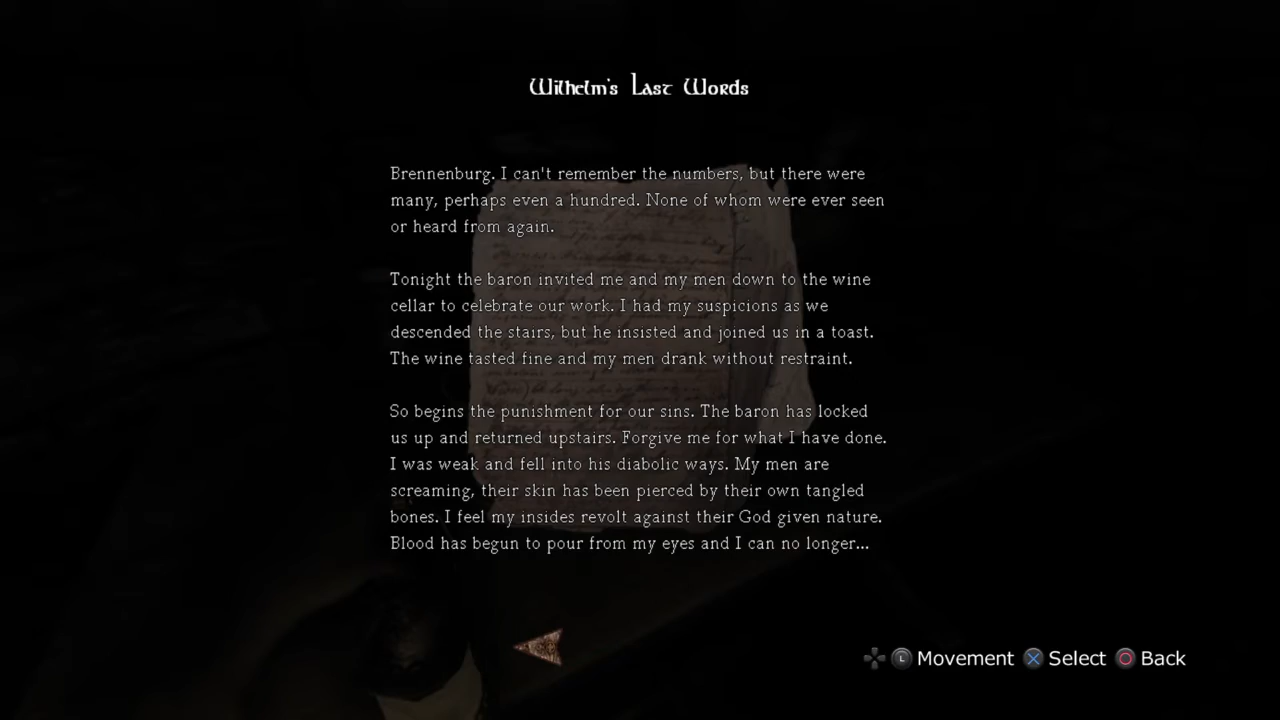 Wilhelm's Last Words
Brennenburg. I can't remember the numbers, but there were
many, perhaps even a hundred. None of whom were ever seen
or heard from again.
Tonight the baron invited me and my men down to the wine
cellar to celebrate our work. I had my suspicions as we
descended the stairs, but he insisted and joined us in a toast.
The wine tasted fine and my men drank without restraint.
So begins the punishment for our sins. The baron has locked
us up and returned upstairs. Forgive me for what I have done.
I was weak and fell into his diabolic ways. My men are
screaming, their skin has been pierced by their own tangled
bones. I feel my insides revolt against their God given nature.
Blood has begun to pour from my eyes and I can no longer...
L Movement Select Back